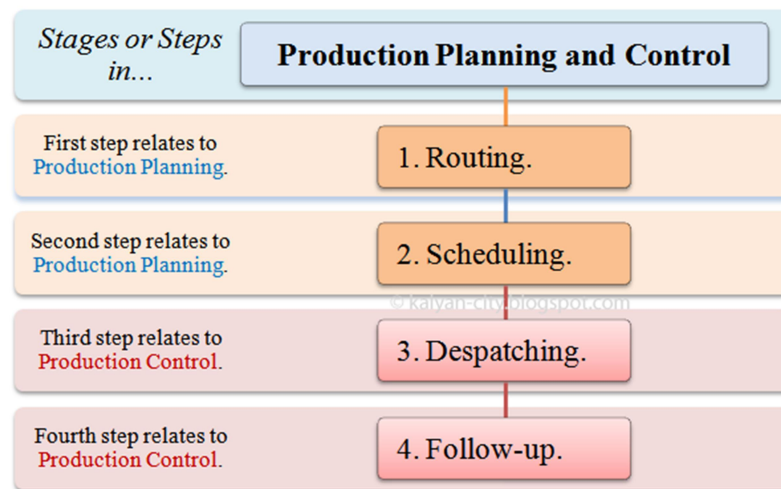 Stages or Steps
in...
Production Planning and Control
First step relates to
Production Planning.
1. Routing.
Second step relates to
Production Planning.
2. Scheduling.
© kalyan-city.blogspot.com
Third step relates to
Production Control.
3. Despatching.
Fourth step relates to
Production Control.
4. Follow-up.